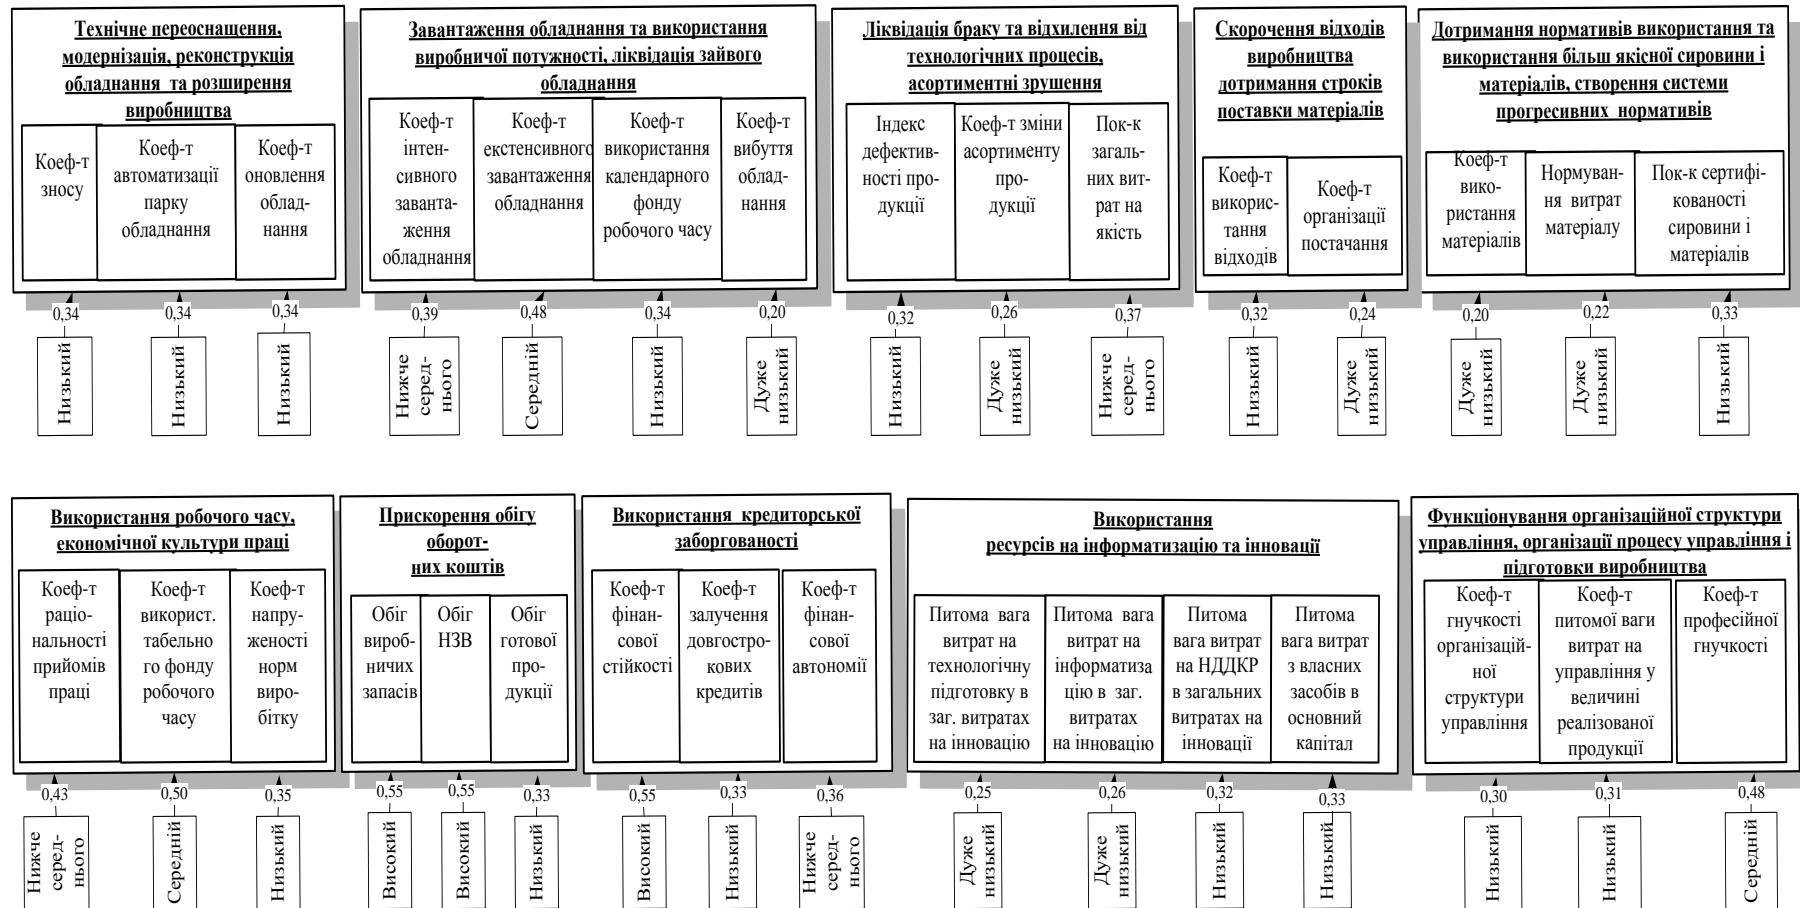 Технічне переоснащення,
модернізація, реконструкція
обладнання та розширення
виробництва
Коеф-т
зносу
Коеф-т
автоматизації
парку
обладнання
Коеф-т
оновлення
облад-
нання
0,34
0,34
0,34
Низький
Низький
Низький
Завантаження обладнання та використання
виробничої потужності, ліквідація зайвого
обладнання
Коеф-т
інтен-
сивного
заванта-
ження
обладнання
Коеф-т
екстенсивного
завантаження
обладнання
Коеф-т
використання
календарного
фонду
робочого часу
Коеф-т
вибуття
облад-
нання
0,39
0,48
0,34
0,20
Нижче
серед-
нього
Середній
Низький
Дуже
низький
Ліквідація браку та відхилення від
технологічних процесів,
асортиментні зрушення
Індекс
дефектив-
ності про-
дукції
Коеф-т зміни
асортименту
про-
дукції
Пок-к
загаль-
них вит-
рат на
якість
0,32
0,26
0,37
Низький
Дуже
низький
Нижче
серед-
нього
Скорочення відходів
виробництва
дотримання строків
поставки матеріалів
Коеф-т
викорис-
тання
відходів
Коеф-т
організації
постачання
0,32
0,24
Низький
Дуже
низький
Дотримання нормативів використання та
використання більш якісної сировини і
матеріалів, створення системи
прогресивних нормативів
Коеф-т
вико-
ристання
матеріалів
Нормуван-
ня витрат
матеріалу
Пок-к сертифі-
кованості
сировини і
матеріалів
0,20
0,22
0,33
Дуже
низький
Дуже
низький
Низький
Використання робочого часу,
економічної культури праці
Коеф-т
раціо-
нальності
прийомів
праці
Коеф-т
використ.
табельно
го фонду
робочого
часу
Коеф-т
напру-
женості
норм
виро-
бітку
0,43
0,50
0,35
Нижче
серед-
нього
Середній
Низький
Прискорення обігу
оборот-
них коштів
Обіг
вироб-
ничих
запасів
Обіг
НЗВ
Обіг
готової
про-
дукції
0,55
0,55
0,33
Високий
Високий
Низький
Використання кредиторської
заборгованості
Коеф-т
фінан-
сової
стійкості
Коеф-т
залучення
довгостро-
кових
кредитів
Коеф-т
фінан-
сової
автономії
0,55
0,33
0,36
Високий
Низький
Нижче
серед-
нього
Використання
ресурсів на інформатизацію та інновації
Питома вага
витрат на
технологічну
підготовку в
заг. витратах
на інновацію
Питома вага
витрат на
інформатиза
цію в заг.
витратах
на інновацію
Питома
вага витрат
на НДДКР
в загальних
витратах на
інновації
Питома
вага витрат
з власних
засобів в
основний
капітал
0,25
0,26
0,32
0,33
Дуже
низький
Дуже
низький
Низький
Низький
Функціонування організаційної структури
управління, організації процесу управління і
підготовки виробництва
Коеф-т
гнучкості
організацій-
ної
структури
управління
Коеф-т
питомої ваги
витрат на
управління у
величині
реалізованої
продукції
Коеф-т
професійної
гнучкості
0,30
0,31
0,48
Низький
Низький
Середній